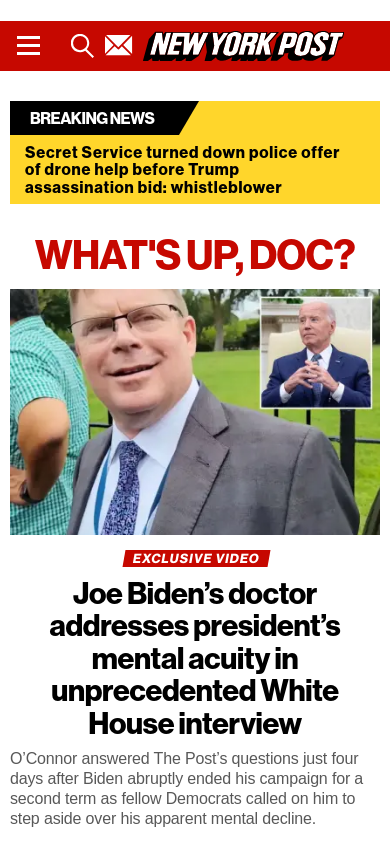 NEW YORK POST
BREAKING NEWS
Secret Service turned down police offer
of drone help before Trump
assassination bid: whistleblower
WHAT'S UP, DOC?
EXCLUSIVE VIDEO
Joe Biden’s doctor
addresses president’s
mental acuity in
unprecedented White
House interview
O’Connor answered The Post’s questions just four
days after Biden abruptly ended his campaign for a
second term as fellow Democrats called on him to
step aside over his apparent mental decline.